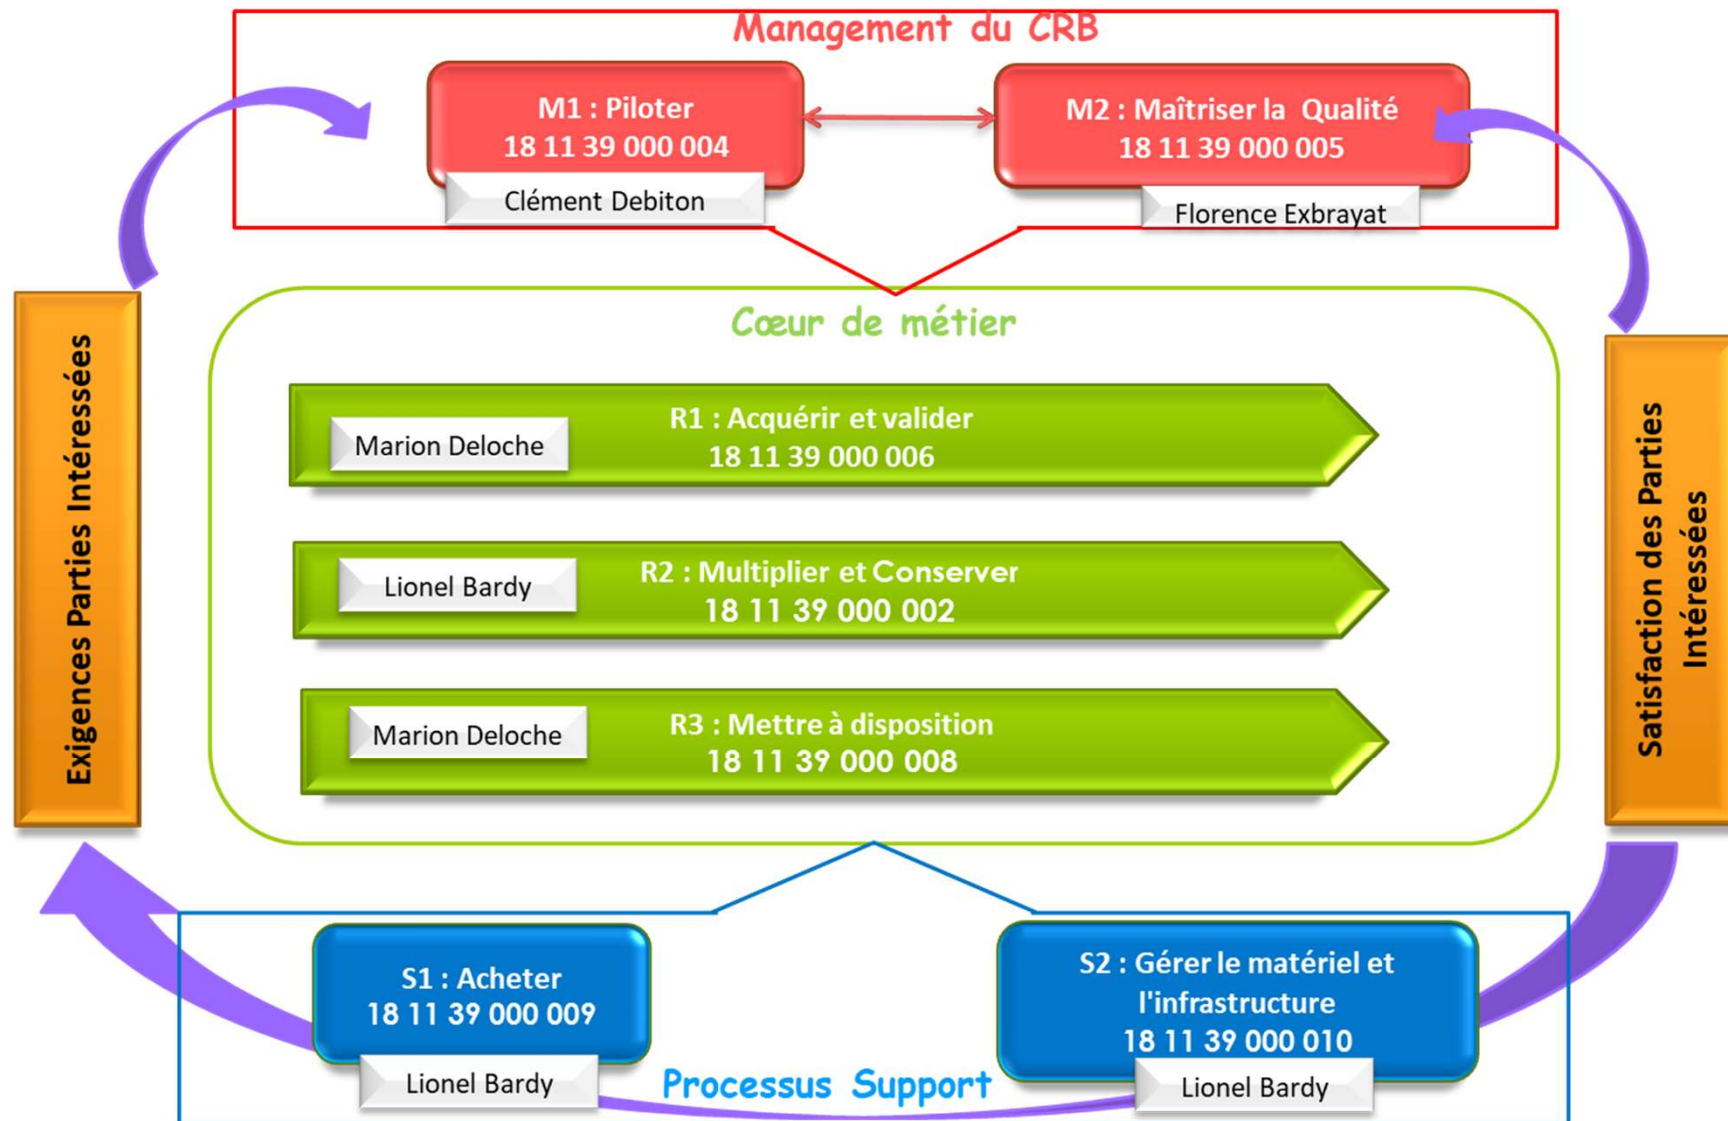 Management du CRB
M1 : Piloter
18 11 39 000 004
Clément Debiton
M2 : Maîtriser la Qualité
18 11 39 000 005
Florence Exbrayat
Exigences Parties Intéressées
Cœur de métier
R1 : Acquérir et valider
18 11 39 000 006
Marion Deloche
R2 : Multiplier et Conserver
18 11 39 000 002
Lionel Bardy
R3 : Mettre à disposition
18 11 39 000 008
Marion Deloche
Satisfaction des Parties
Intéressées
S1 : Acheter
18 11 39 000 009
Lionel Bardy
Processus Support
S2 : Gérer le matériel et
l'infrastructure
18 11 39 000 010
Lionel Bardy